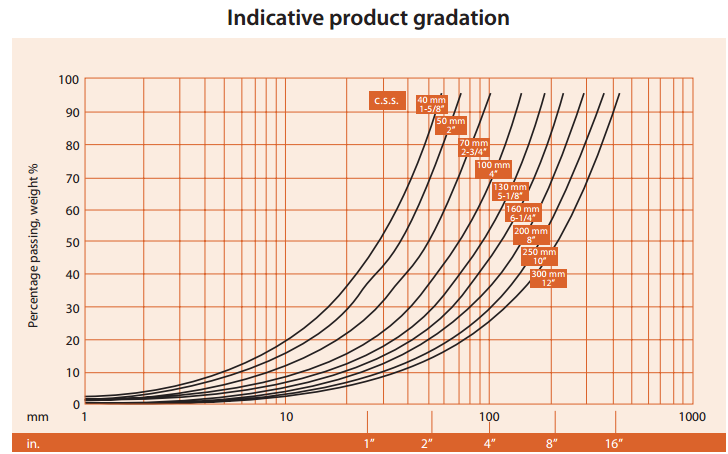 Indicative product gradation
Percentage passing, weight %
100
90
80
70
60
50
40
30
20
10
0
C.S.S.
40 mm
1-5/8"
50 mm
2"
70 mm
2-3/4"
100 mm
4"
130 mm
5-1/8"
160 mm
6-1/4"
200 mm
8"
250 mm
10"
300 mm
12"
mm 1 10 100 1000
in. 1" 2" 4" 8" 16"